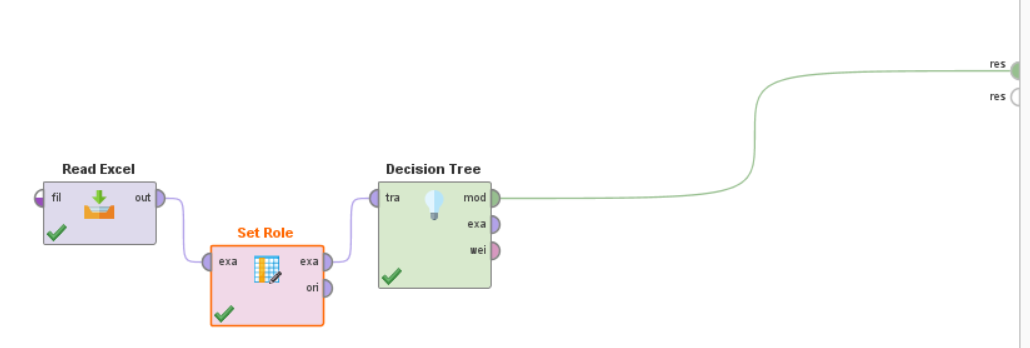 res
res
Read Excel
fil out
Set Role
exa exa
ori
Decision Tree
tra mod
exa
wei